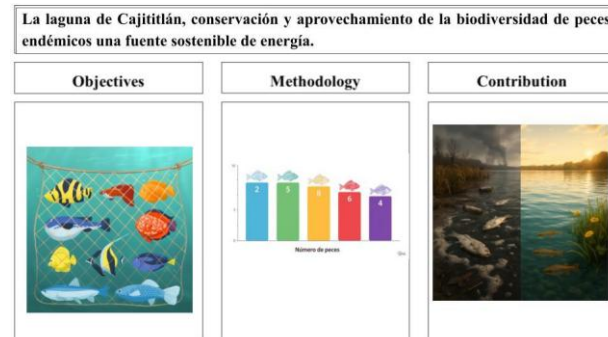 La laguna de Cajititlán, conservación y aprovechamiento de la biodiversidad de peces
endémicos una fuente sostenible de energía.
Objectives
Methodology
Contribution
2
5
8
6
4
Número de peces